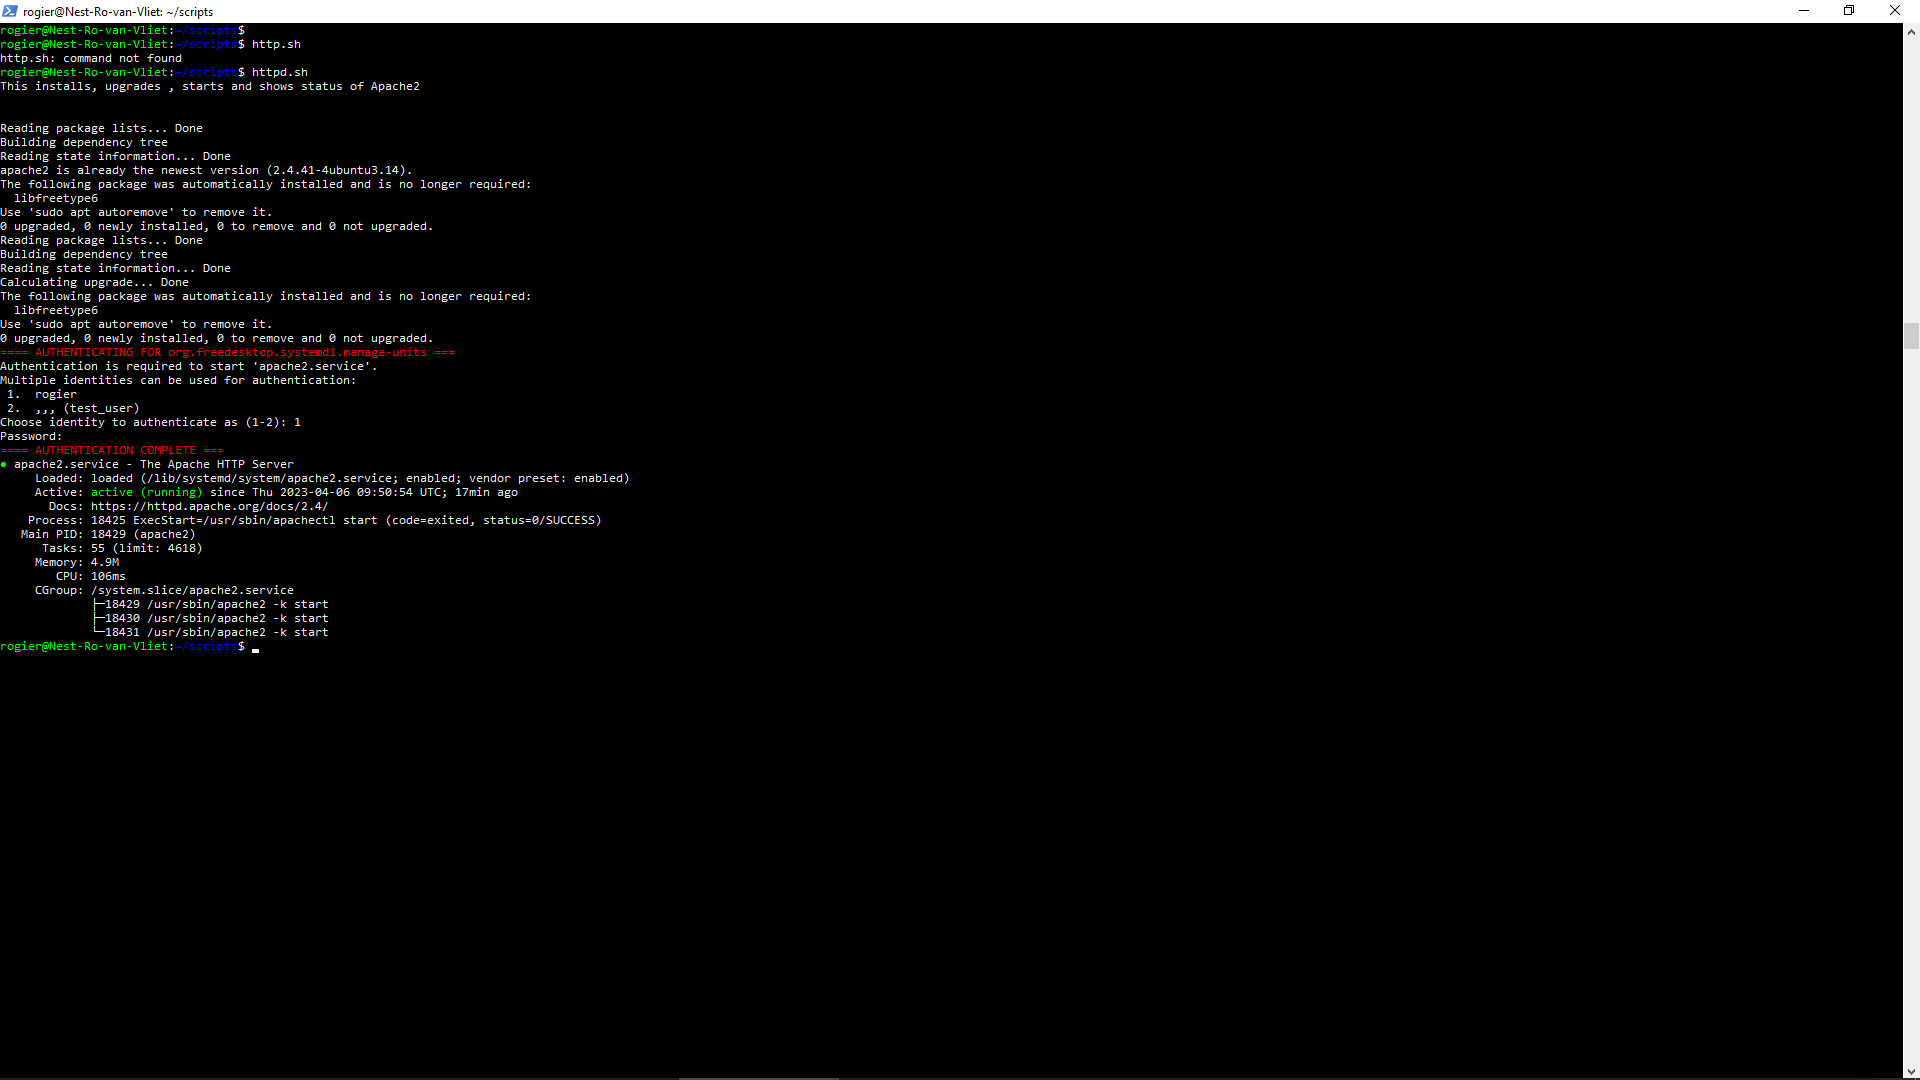 rogier@Nest-Ro-van-Vliet: ~/scripts
rogier@Nest-Ro-van-Vliet:~/scripts$
rogier@Nest-Ro-van-Vliet:~/scripts$ http.sh
http.sh: command not found
rogier@Nest-Ro-van-Vliet:~/scripts$ httpd.sh
This installs, upgrades , starts and shows status of Apache2
Reading package lists... Done
Building dependency tree
Reading state information... Done
apache2 is already the newest version (2.4.41-4ubuntu3.14).
The following package was automatically installed and is no longer required:
  libfreetype6
Use 'sudo apt autoremove' to remove it.
0 upgraded, 0 newly installed, 0 to remove and 0 not upgraded.
Reading package lists... Done
Building dependency tree
Reading state information... Done
Calculating upgrade... Done
The following package was automatically installed and is no longer required:
  libfreetype6
Use 'sudo apt autoremove' to remove it.
0 upgraded, 0 newly installed, 0 to remove and 0 not upgraded.
==== AUTHENTICATING FOR org.freedesktop.systemd1.manage-units ===
Authentication is required to start 'apache2.service'.
Multiple identities can be used for authentication:
 1.  rogier
 2.  ,,, (test_user)
Choose identity to authenticate as (1-2): 1
Password:
==== AUTHENTICATION COMPLETE ===
● apache2.service - The Apache HTTP Server
     Loaded: loaded (/lib/systemd/system/apache2.service; enabled; vendor preset: enabled)
     Active: active (running) since Thu 2023-04-06 09:50:54 UTC; 17min ago
       Docs: https://httpd.apache.org/docs/2.4/
    Process: 18425 ExecStart=/usr/sbin/apachectl start (code=exited, status=0/SUCCESS)
   Main PID: 18429 (apache2)
      Tasks: 55 (limit: 4618)
     Memory: 4.9M
        CPU: 106ms
     CGroup: /system.slice/apache2.service
             ├─18429 /usr/sbin/apache2 -k start
             ├─18430 /usr/sbin/apache2 -k start
             └─18431 /usr/sbin/apache2 -k start
rogier@Nest-Ro-van-Vliet:~/scripts$